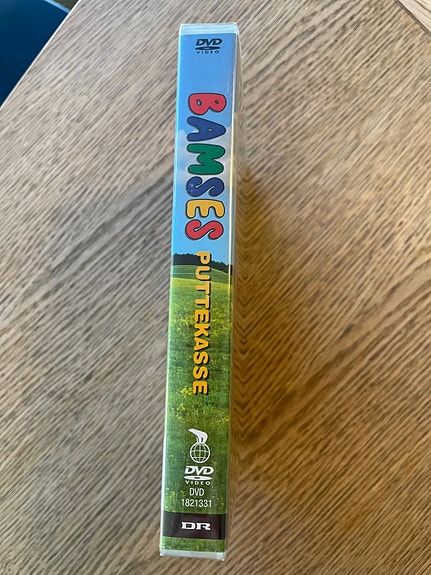 DVD
VIDEO
BAMSES
PUTTEKASSE
DVD
VIDEO
DVD
1821331
DR